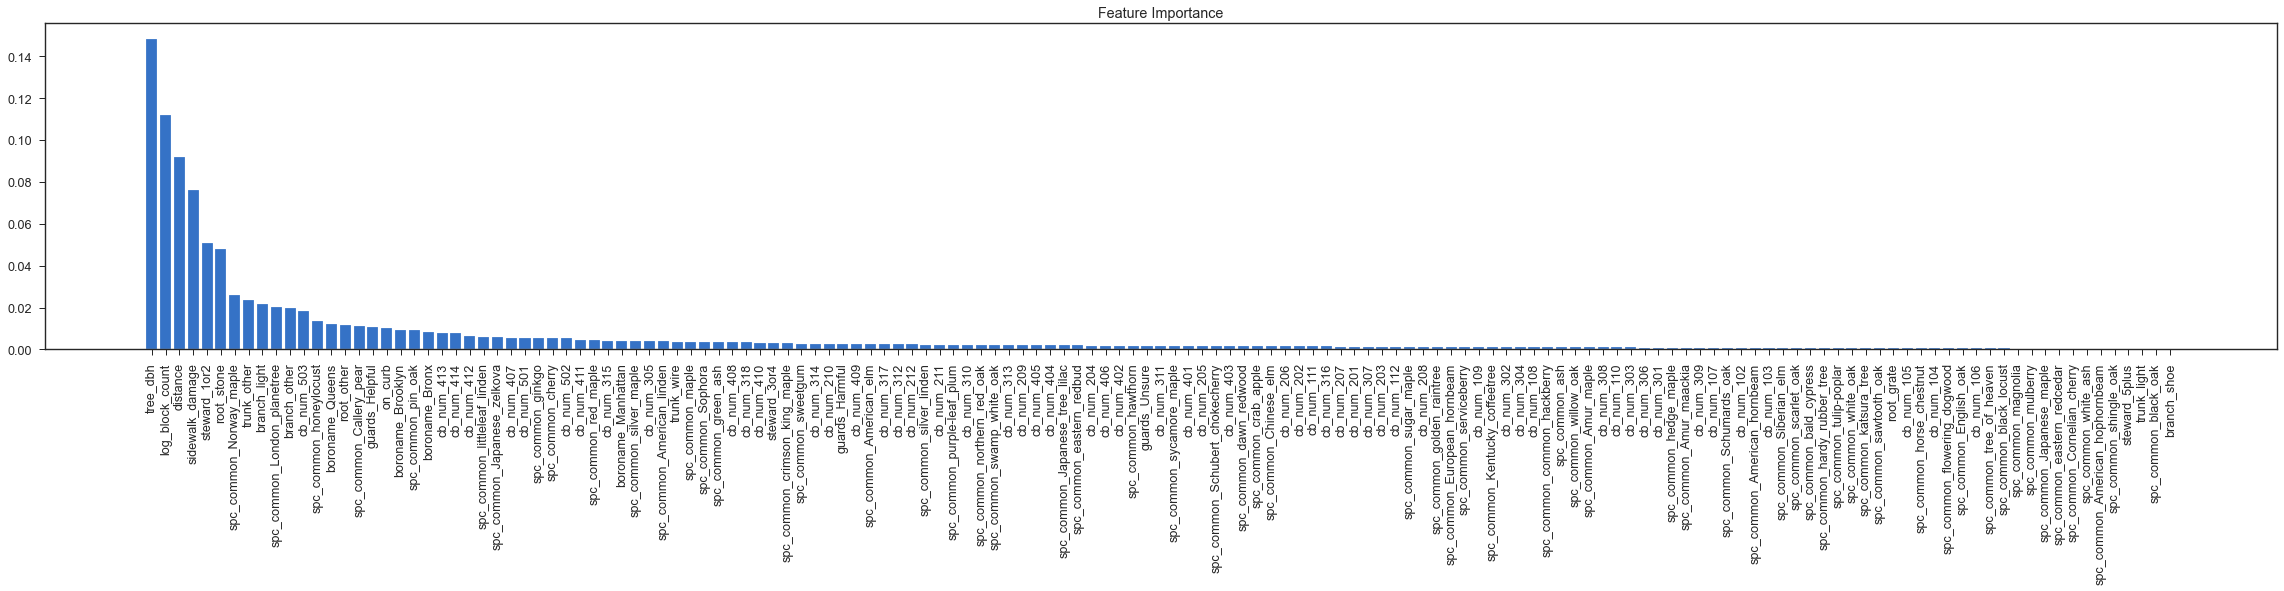 Feature Importance
0.14
0.12
0.10
0.08
0.06
0.04
0.02
0.00
tree_dbh
log_block_count
distance
sidewalk_damage
steward_1or2
root_stone
spc_common_Norway_maple
trunk_other
branch_light
spc_common_London_planetree
branch_other
cb_num_503
spc_common_honeylocust
boroname_Queens
root_other
spc_common_Callery_pear
guards_Helpful
on_curb
boroname_Brooklyn
spc_common_pin_oak
boroname_Bronx
cb_num_413
cb_num_414
cb_num_412
spc_common_littleleaf_linden
spc_common_Japanese_zelkova
cb_num_407
cb_num_501
spc_common_ginkgo
spc_common_cherry
cb_num_502
cb_num_411
spc_common_red_maple
cb_num_315
boroname_Manhattan
spc_common_silver_maple
cb_num_305
spc_common_American_linden
trunk_wire
spc_common_maple
spc_common_Sophora
spc_common_green_ash
cb_num_408
cb_num_318
cb_num_410
steward_3or4
spc_common_crimson_king_maple
spc_common_sweetgum
cb_num_314
cb_num_210
guards_Harmful
cb_num_409
spc_common_American_elm
cb_num_317
cb_num_312
cb_num_212
spc_common_silver_linden
cb_num_211
spc_common_purple-leaf_plum
cb_num_310
spc_common_northern_red_oak
spc_common_swamp_white_oak
cb_num_313
cb_num_209
cb_num_405
cb_num_404
spc_common_Japanese_tree_lilac
spc_common_eastern_redbud
cb_num_204
cb_num_406
cb_num_402
spc_common_hawthorn
guards_Unsure
cb_num_311
spc_common_sycamore_maple
cb_num_401
cb_num_205
spc_common_Schubert_chokecherry
cb_num_403
spc_common_dawn_redwood
spc_common_crab_apple
spc_common_Chinese_elm
cb_num_206
cb_num_202
cb_num_111
cb_num_316
cb_num_207
cb_num_201
cb_num_307
cb_num_203
cb_num_112
spc_common_sugar_maple
cb_num_208
spc_common_golden_raintree
spc_common_European_hornbeam
spc_common_serviceberry
cb_num_109
spc_common_Kentucky_coffeetree
cb_num_302
cb_num_304
cb_num_108
spc_common_hackberry
spc_common_ash
spc_common_willow_oak
spc_common_Amur_maple
cb_num_308
cb_num_110
cb_num_303
cb_num_306
cb_num_301
spc_common_hedge_maple
spc_common_Amur_maackia
cb_num_309
cb_num_107
spc_common_Schumard's_oak
cb_num_102
spc_common_American_hornbeam
cb_num_103
spc_common_Siberian_elm
spc_common_scarlet_oak
spc_common_bald_cypress
spc_common_hardy_rubber_tree
spc_common_tulip-poplar
spc_common_white_oak
spc_common_katsura_tree
spc_common_sawtooth_oak
root_grate
cb_num_105
spc_common_horse_chestnut
cb_num_104
spc_common_flowering_dogwood
spc_common_English_oak
cb_num_106
spc_common_tree_of_heaven
spc_common_black_locust
spc_common_magnolia
spc_common_mulberry
spc_common_Japanese_maple
spc_common_eastern_redcedar
spc_common_Cornelian_cherry
spc_common_white_ash
spc_common_American_hophornbeam
spc_common_shingle_oak
steward_5plus
trunk_light
spc_common_black_oak
branch_shoe